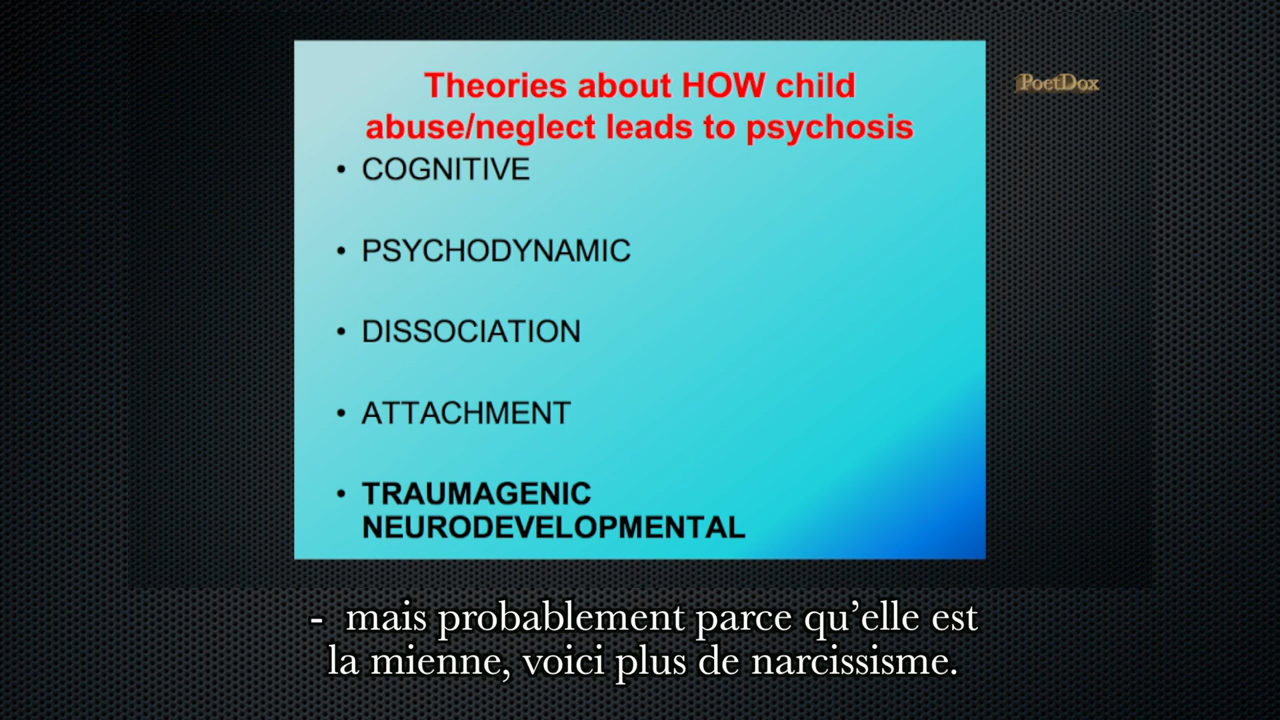 Theories about HOW child
abuse/neglect leads to psychosis
PoetDox
• COGNITIVE
• PSYCHODYNAMIC
• DISSOCIATION
• ATTACHMENT
• TRAUMAGENIC
NEURODEVELOPMENTAL
- mais probablement parce qu’elle est
la mienne, voici plus de narcissisme.